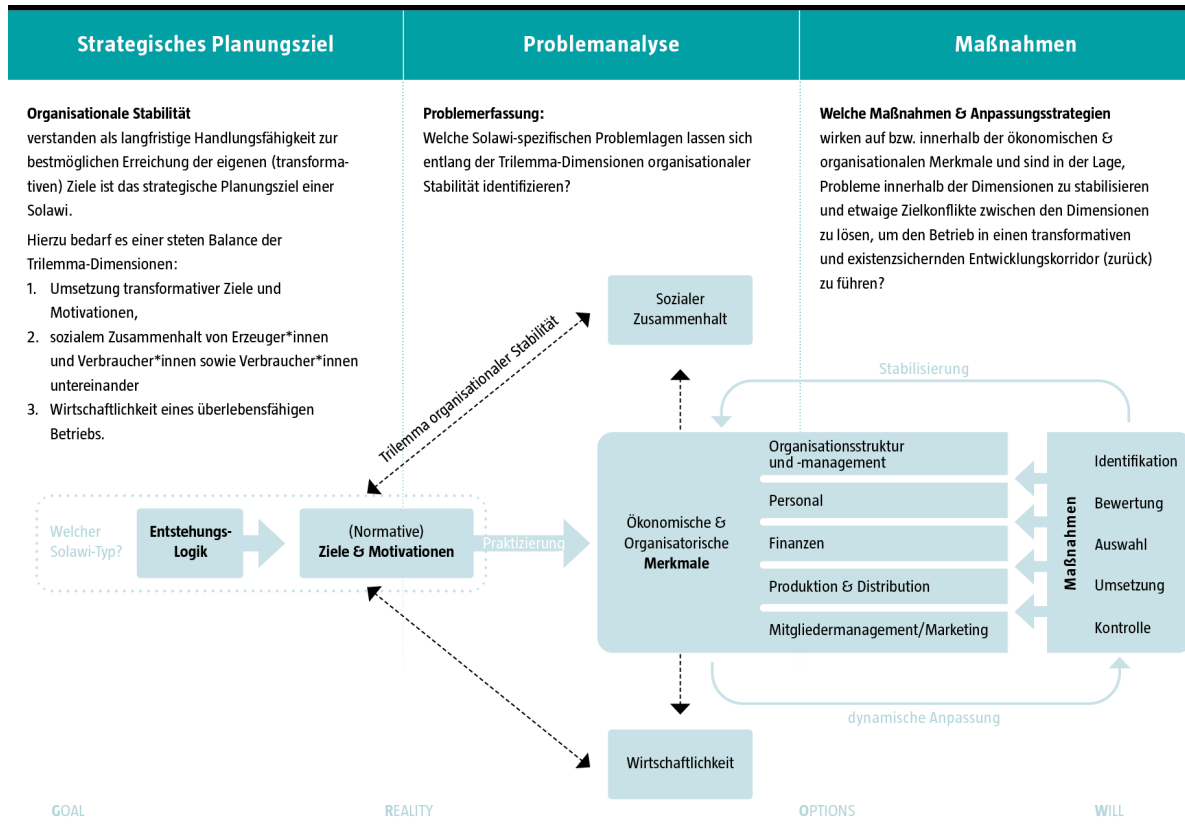 Strategisches Planungsziel
Problemanalyse
Maßnahmen
Organisationale Stabilität
verstanden als langfristige Handlungsfähigkeit zur
bestmöglichen Erreichung der eigenen (transforma-
tiven) Ziele ist das strategische Planungsziel einer
Solawi.
Hierzu bedarf es einer steten Balance der
Trilemma-Dimensionen:
1. Umsetzung transformativer Ziele und
Motivationen,
2. sozialem Zusammenhalt von Erzeuger*innen
und Verbraucher*innen sowie Verbraucher*innen
untereinander
3. Wirtschaftlichkeit eines überlebensfähigen
Betriebs.
Problemerfassung:
Welche Solawi-spezifischen Problemlagen lassen sich
entlang der Trilemma-Dimensionen organisationaler
Stabilität identifizieren?
Welche Maßnahmen & Anpassungsstrategien
wirken auf bzw. innerhalb der ökonomischen &
organisationalen Merkmale und sind in der Lage,
Probleme innerhalb der Dimensionen zu stabilisieren
und etwaige Zielkonflikte zwischen den Dimensionen
zu lösen, um den Betrieb in einen transformativen
und existenzsichernden Entwicklungskorridor (zurück)
zu führen?
Sozialer
Zusammenhalt
Trilemma organisationaler Stabilität
Stabilisierung
Welcher
Solawi-Typ?
Entstehungs-
Logik
(Normative)
Ziele & Motivationen
Praktizierung
Ökonomische &
Organisatorische
Merkmale
Organisationsstruktur
und -management
Personal
Finanzen
Produktion & Distribution
Mitgliedermanagement/Marketing
Maßnahmen
Identifikation
Bewertung
Auswahl
Umsetzung
Kontrolle
dynamische Anpassung
Wirtschaftlichkeit
GOAL
REALITY
OPTIONS
WILL